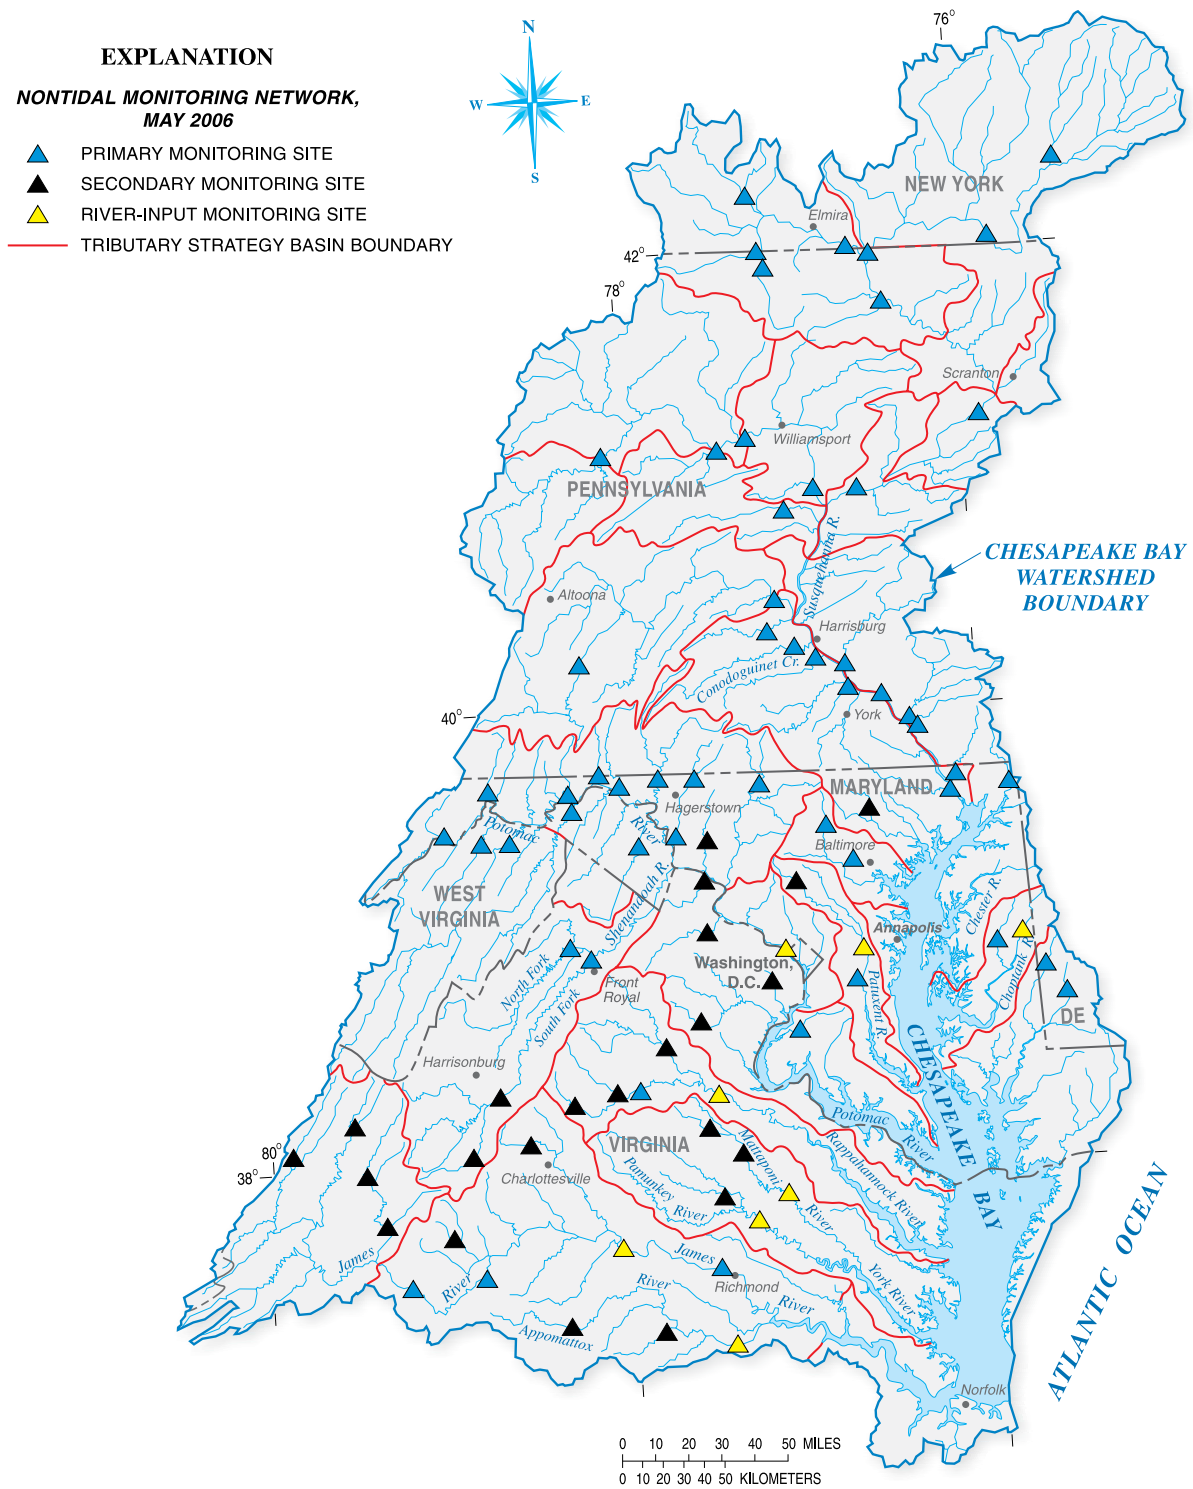 EXPLANATION
NONTIDAL MONITORING NETWORK,
MAY 2006
PRIMARY MONITORING SITE
SECONDARY MONITORING SITE
RIVER-INPUT MONITORING SITE
TRIBUTARY STRATEGY BASIN BOUNDARY
N
W
E
S
76°
NEW YORK
Elmira
42°
78°
Scranton
Williamsport
PENNSYLVANIA
Susquehanna R.
CHESAPEAKE BAY
WATERSHED
BOUNDARY
Altoona
Harrisburg
Conodoguinet Cr.
40°
York
MARYLAND
Hagerstown
Potomac
River
Baltimore
WEST
VIRGINIA
Shenandoah R.
Chester R.
Annapolis
Choptank R.
Washington,
D.C.
North Fork
South Fork
Front
Royal
Patuxent R.
DE
CHESAPEAKE
BAY
Harrisonburg
Potomac
River
VIRGINIA
Mattaponi
River
Rappahannock River
80°
38°
Charlottesville
Pamunkey
River
James
River
James
River
York River
Richmond
River
Appomattox
ATLANTIC OCEAN
Norfolk
0 10 20 30 40 50 MILES
0 10 20 30 40 50 KILOMETERS